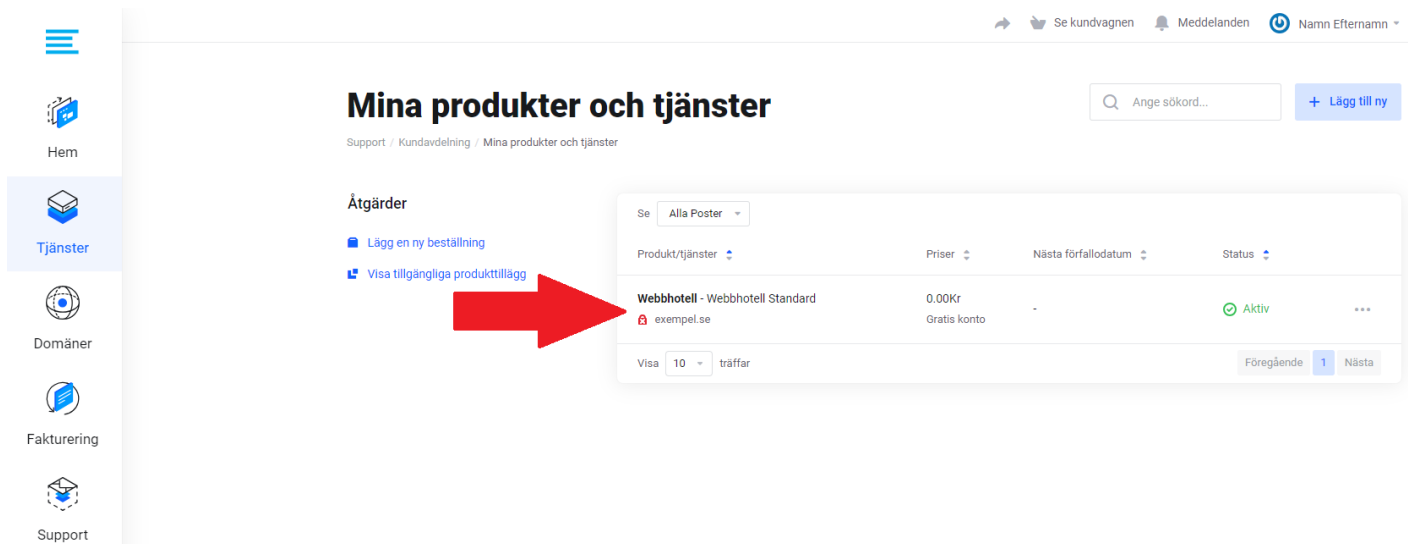 Se kundvagnen Meddelanden Namn Efternamn
Hem
Tjänster
Domäner
Fakturering
Support
Mina produkter och tjänster
Support / Kundavdelning / Mina produkter och tjänster
Ange sökord...
+ Lägg till ny
Åtgärder
Lägg en ny beställning
Visa tillgängliga produkttillägg
Se Alla Poster
Produkt/tjänster Priser Nästa förfallodatum Status
Webbhotell - Webbhotell Standard 0.00Kr - Aktiv
exempel.se Gratis konto
Visa 10 träffar Föregående 1 Nästa